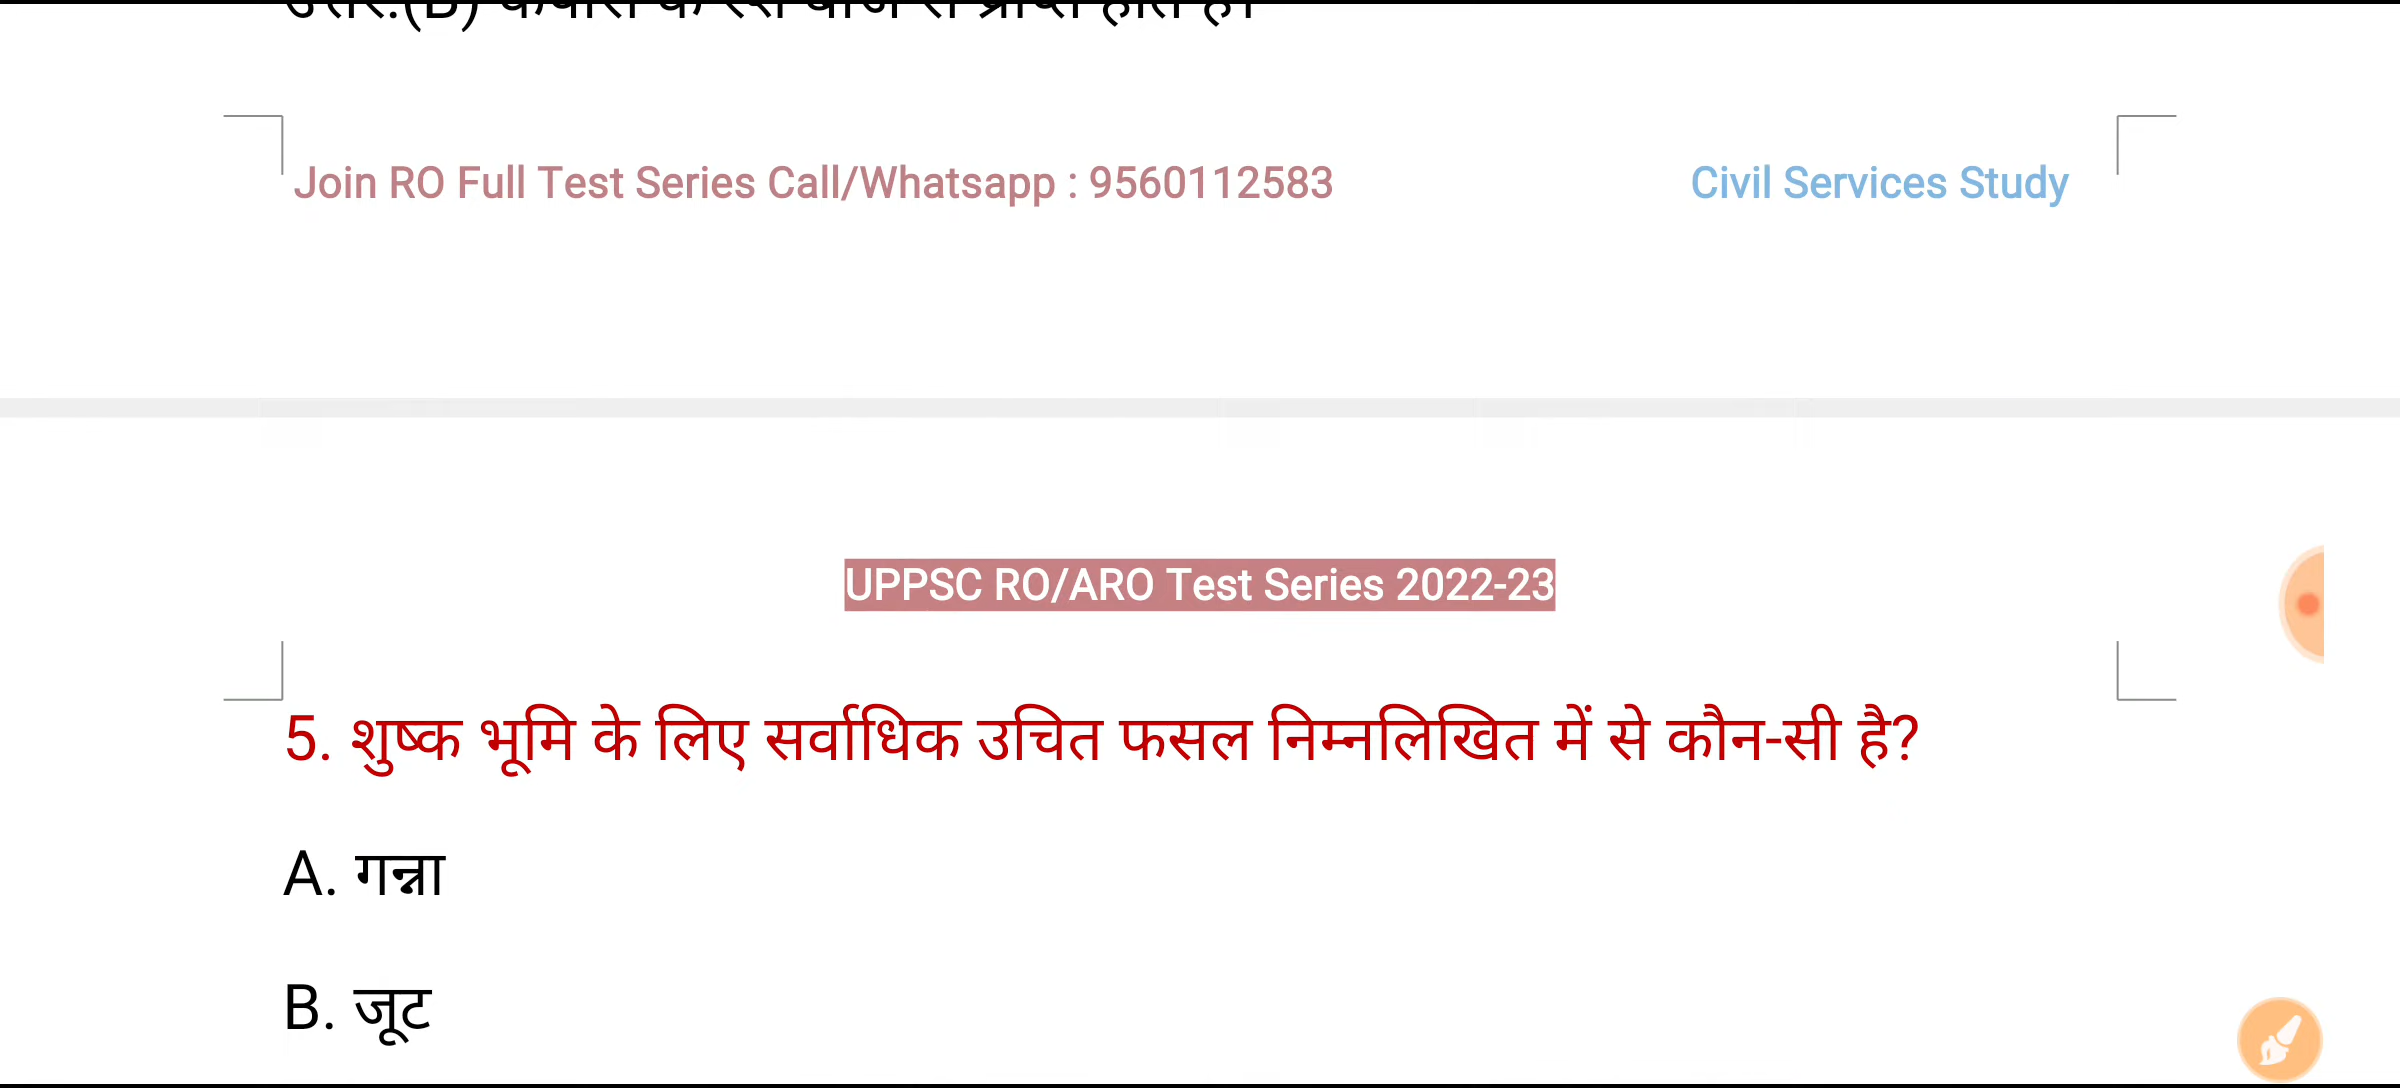 Join RO Full Test Series Call/Whatsapp : 9560112583 Civil Services Study
UPPSC RO/ARO Test Series 2022-23
5. शुष्क भूमि के लिए सर्वाधिक उचित फसल निम्नलिखित में से कौन-सी है?
A. गन्ना
B. जूट